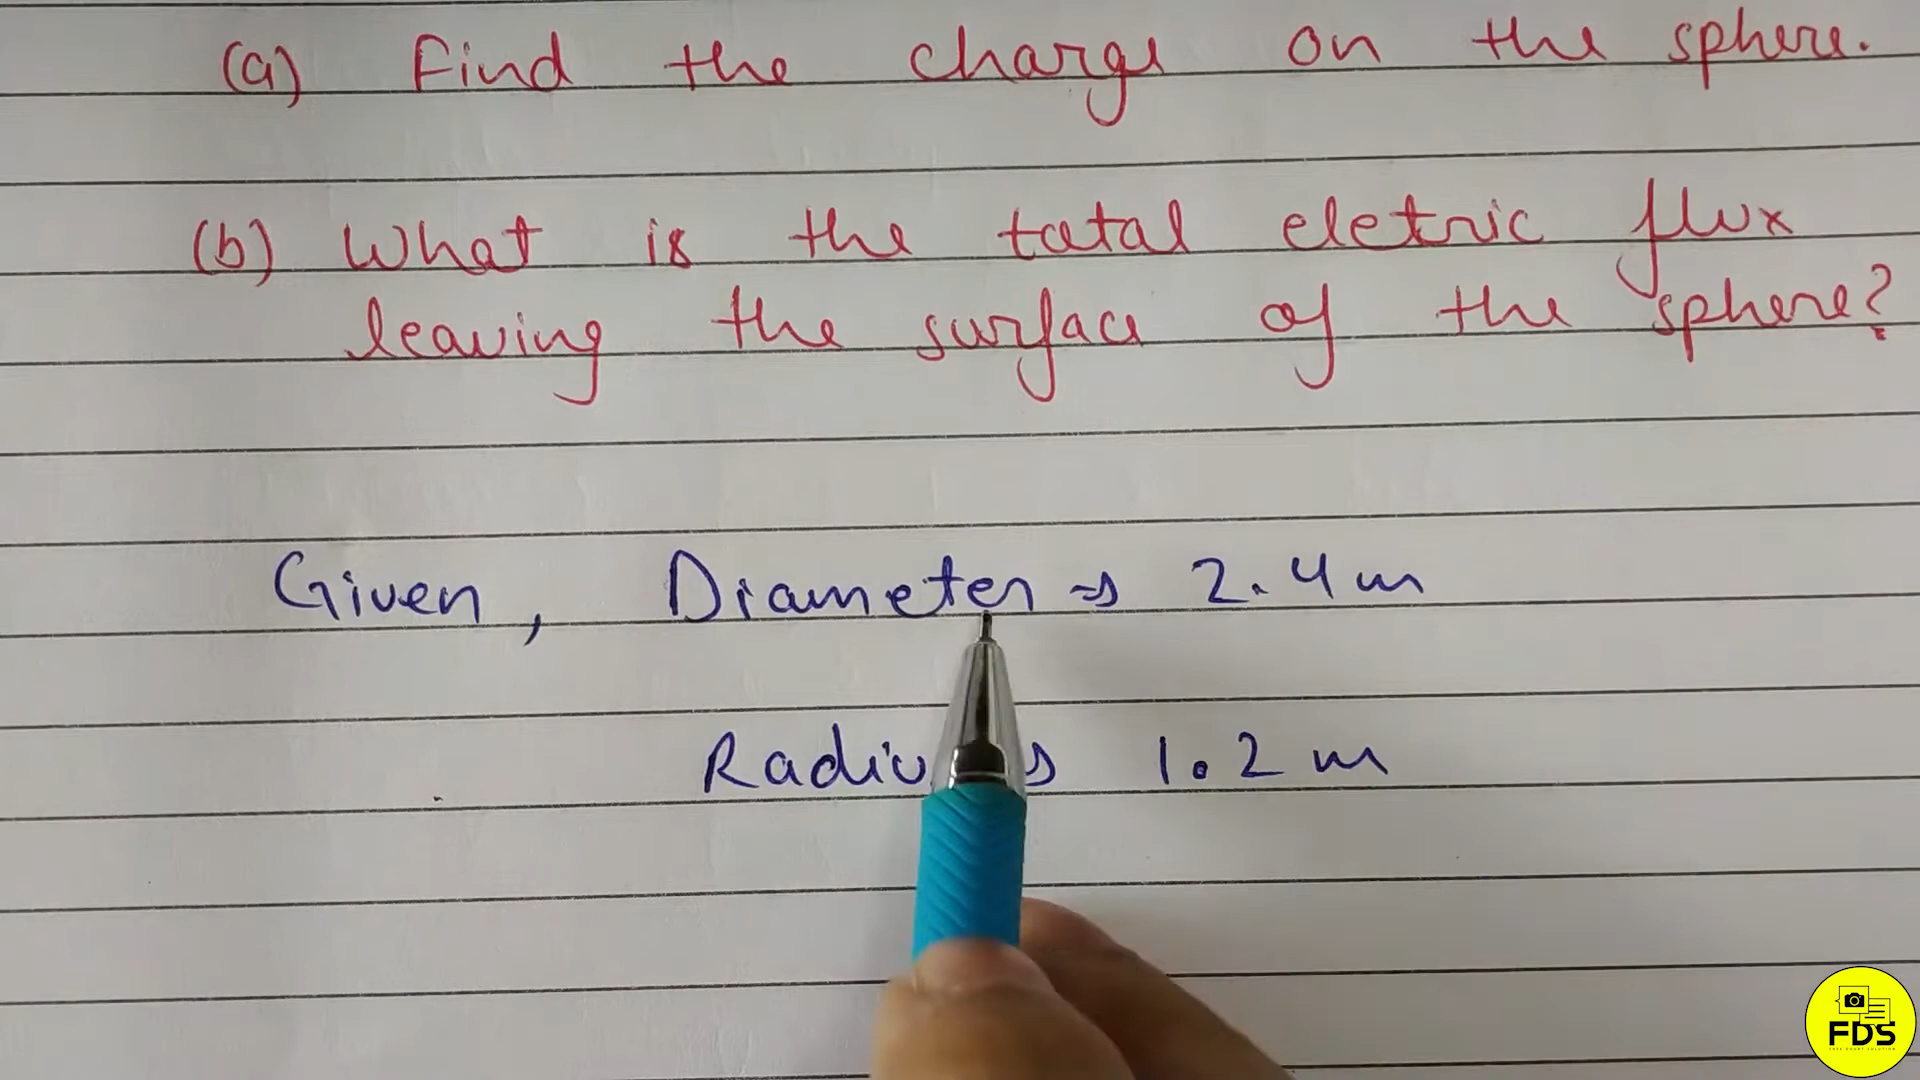 (a) Find the charge on the sphere.
(b) What is the total eletric flux
leaving the surface of the sphere?
Given, Diameter ⇒ 2.4 m
Radius 1.2 m
FDS